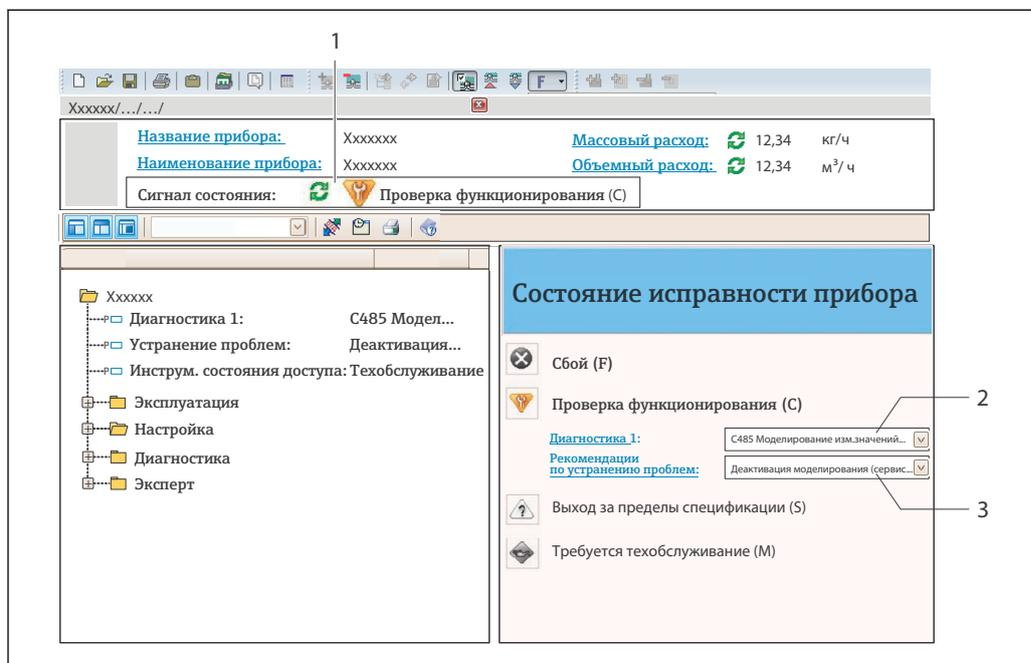 1
F
Xxxxxx/.../.../
Название прибора: Xxxxxxx Массовый расход: 12,34 кг/ч
Наименование прибора: Xxxxxxx Объемный расход: 12,34 м³/ ч
Сигнал состояния: Проверка функционирования (C)
Xxxxxx
P Диагностика 1: C485 Модел...
P Устранение проблем: Деактивация...
P Инструм. состояния доступа: Техобслуживание
Эксплуатация
Настройка
Диагностика
Эксперт
Состояние исправности прибора
Сбой (F)
Проверка функционирования (C)
2
Диагностика 1: C485 Моделирование изм.значений...
Рекомендации
по устранению проблем: Деактивация моделирования (сервис...
3
Выход за пределы спецификации (S)
Требуется техобслуживание (M)